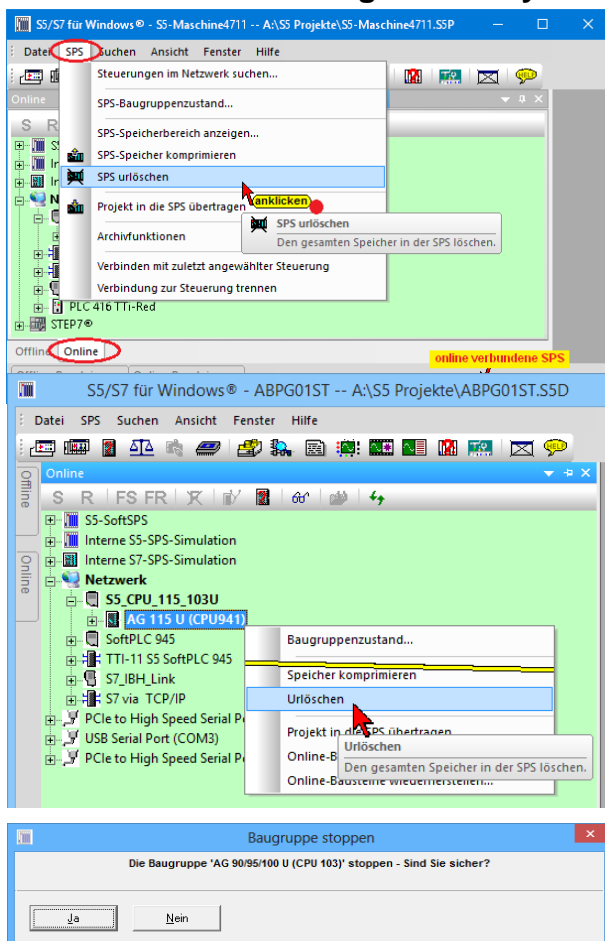 S5/S7 für Windows® - S5-Maschine4711 -- A:\S5 Projekte\S5-Maschine4711.S5P
Datei SPS Suchen Ansicht Fenster Hilfe
HELP
Online
S R
Steuerungen im Netzwerk suchen...
SPS-Baugruppenzustand...
SPS-Speicherbereich anzeigen...
SPS-Speicher komprimieren
SPS urlöschen
Projekt in die SPS übertragen
anklicken
Archivfunktionen
SPS urlöschen
Den gesamten Speicher in der SPS löschen.
Verbinden mit zuletzt angewählter Steuerung
Verbindung zur Steuerung trennen
PLC 416 TTi-Red
STEP7®
Offline Online
online verbundene SPS
S5/S7 für Windows® - ABPG01ST -- A:\S5 Projekte\ABPG01ST.S5D
Datei SPS Suchen Ansicht Fenster Hilfe
HELP
Offline
Online
Online
S R FS FR
S5-SoftSPS
Interne S5-SPS-Simulation
Interne S7-SPS-Simulation
Netzwerk
S5_CPU_115_103U
AG 115 U (CPU941)
SoftPLC 945
TTI-11 S5 SoftPLC 945
S7_IBH_Link
S7 via TCP/IP
PCIe to High Speed Serial
USB Serial Port (COM3)
PCIe to High Speed Serial
Baugruppenzustand...
Speicher komprimieren
Urlöschen
Projekt in die SPS übertragen
Urlöschen
Den gesamten Speicher in der SPS löschen.
Online-Bausteine wiederherstellen...
Baugruppe stoppen
Die Baugruppe 'AG 90/95/100 U (CPU 103)' stoppen - Sind Sie sicher?
Ja Nein